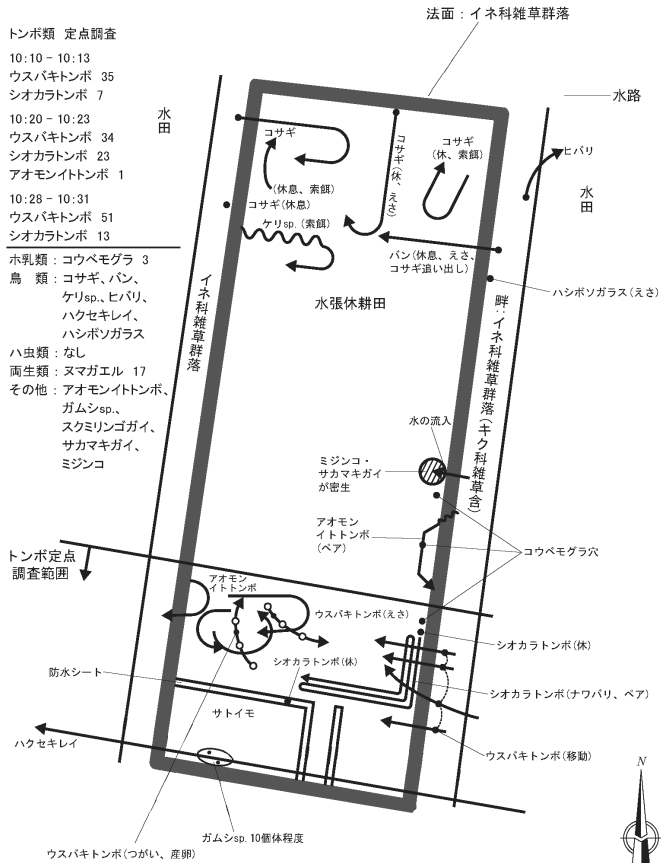 法面：イネ科雑草群落
トンボ類 定点調査
10:10 – 10:13
ウスバキトンボ 35
シオカラトンボ 7
10:20 – 10:23
ウスバキトンボ 34
シオカラトンボ 23
アオモンイトトンボ 1
10:28 – 10:31
ウスバキトンボ 51
シオカラトンボ 13
ホ乳類：コウベモグラ 3
鳥　類：コサギ、バン、
ケリsp.、ヒバリ、
ハクセキレイ、
ハシボソガラス
ハ虫類：なし
両生類：ヌマガエル 17
その他：アオモンイトトンボ、
ガムシsp.、
スクミリンゴガイ、
サカマキガイ、
ミジンコ
水田
水路
コサギ
(休息、索餌)
コサギ(休、えさ)
コサギ
(休、索餌)
ヒバリ
水田
コサギ(休息)
ケリsp.(索餌)
バン(休息、えさ、
コサギ追い出し)
ハシボソガラス(えさ)
イネ科雑草群落
水張休耕田
畔：イネ科雑草群落(キク科雑草含)
水の流入
ミジンコ・
サカマキガイ
が密生
アオモン
イトトンボ
(ペア)
コウベモグラ穴
トンボ定点
調査範囲
アオモン
イトトンボ
ウスバキトンボ(えさ)
シオカラトンボ(休)
シオカラトンボ(休)
防水シート
シオカラトンボ(ナワバリ、ペア)
サトイモ
ハクセキレイ
ウスバキトンボ(移動)
ガムシsp. 10個体程度
ウスバキトンボ(つがい、産卵)
N